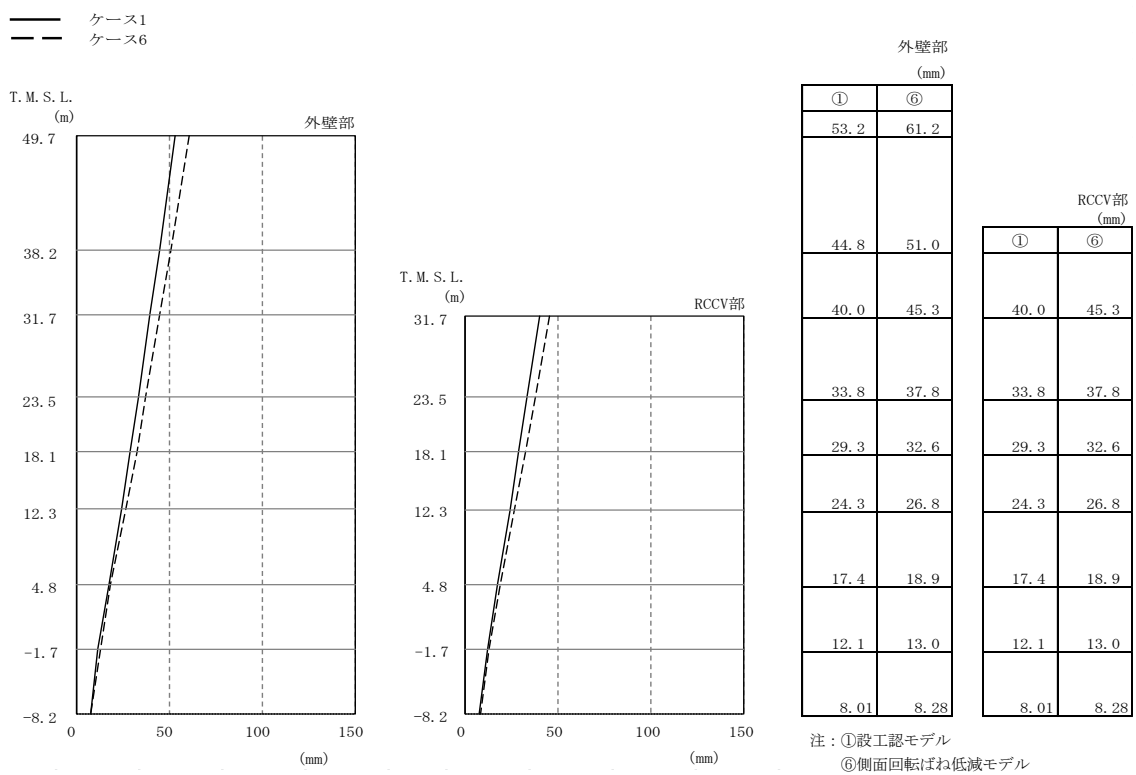 ケース1
ケース6
T.M.S.L.
(m)
外壁部
49.7
38.2
31.7
23.5
18.1
12.3
4.8
-1.7
-8.2
0 50 100 150
(mm)
T.M.S.L.
(m)
RCCV部
31.7
23.5
18.1
12.3
4.8
-1.7
-8.2
0 50 100 150
(mm)
外壁部
(mm)
① ⑥
53.2 61.2
44.8 51.0
40.0 45.3
33.8 37.8
29.3 32.6
24.3 26.8
17.4 18.9
12.1 13.0
8.01 8.28
RCCV部
(mm)
① ⑥
40.0 45.3
33.8 37.8
29.3 32.6
24.3 26.8
17.4 18.9
12.1 13.0
8.01 8.28
注：①設工認モデル
⑥側面回転ばね低減モデル